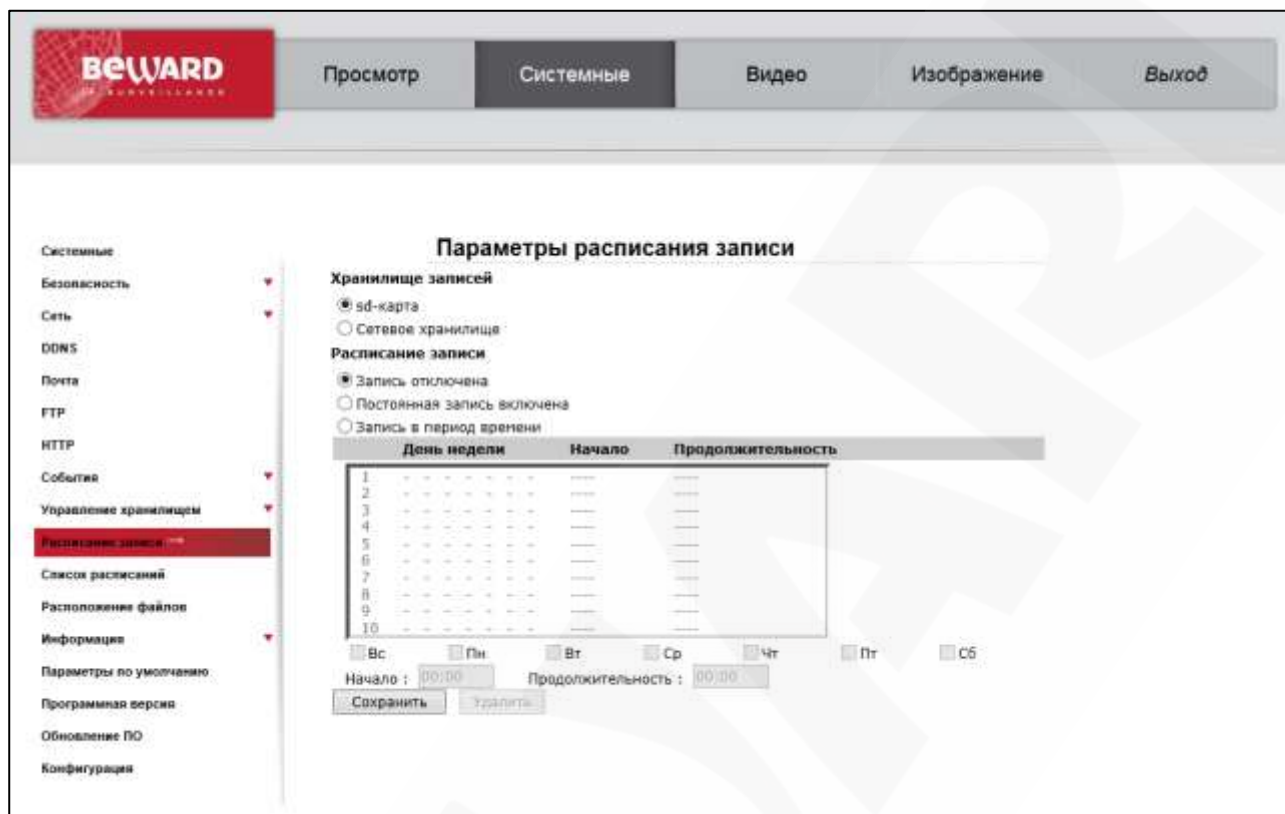 BEWARD
IP SURVEILLANCE
Просмотр Системные Видео Изображение Выход
Системные
Безопасность
Сеть
DDNS
Почта
FTP
HTTP
События
Управление хранилищем
Расписание записи
Список расписаний
Расположение файлов
Информация
Параметры по умолчанию
Программная версия
Обновление ПО
Конфигурация
Параметры расписания записи
Хранилище записей
sd-карта
Сетевое хранилище
Расписание записи
Запись отключена
Постоянная запись включена
Запись в период времени
День недели Начало Продолжительность
1 - - - - - - - ---- ----
2 - - - - - - - ---- ----
3 - - - - - - - ---- ----
4 - - - - - - - ---- ----
5 - - - - - - - ---- ----
6 - - - - - - - ---- ----
7 - - - - - - - ---- ----
8 - - - - - - - ---- ----
9 - - - - - - - ---- ----
10 - - - - - - - ---- ----
Вс Пн Вт Ср Чт Пт Сб
Начало : 00:00 Продолжительность : 00:00
Сохранить Удалить